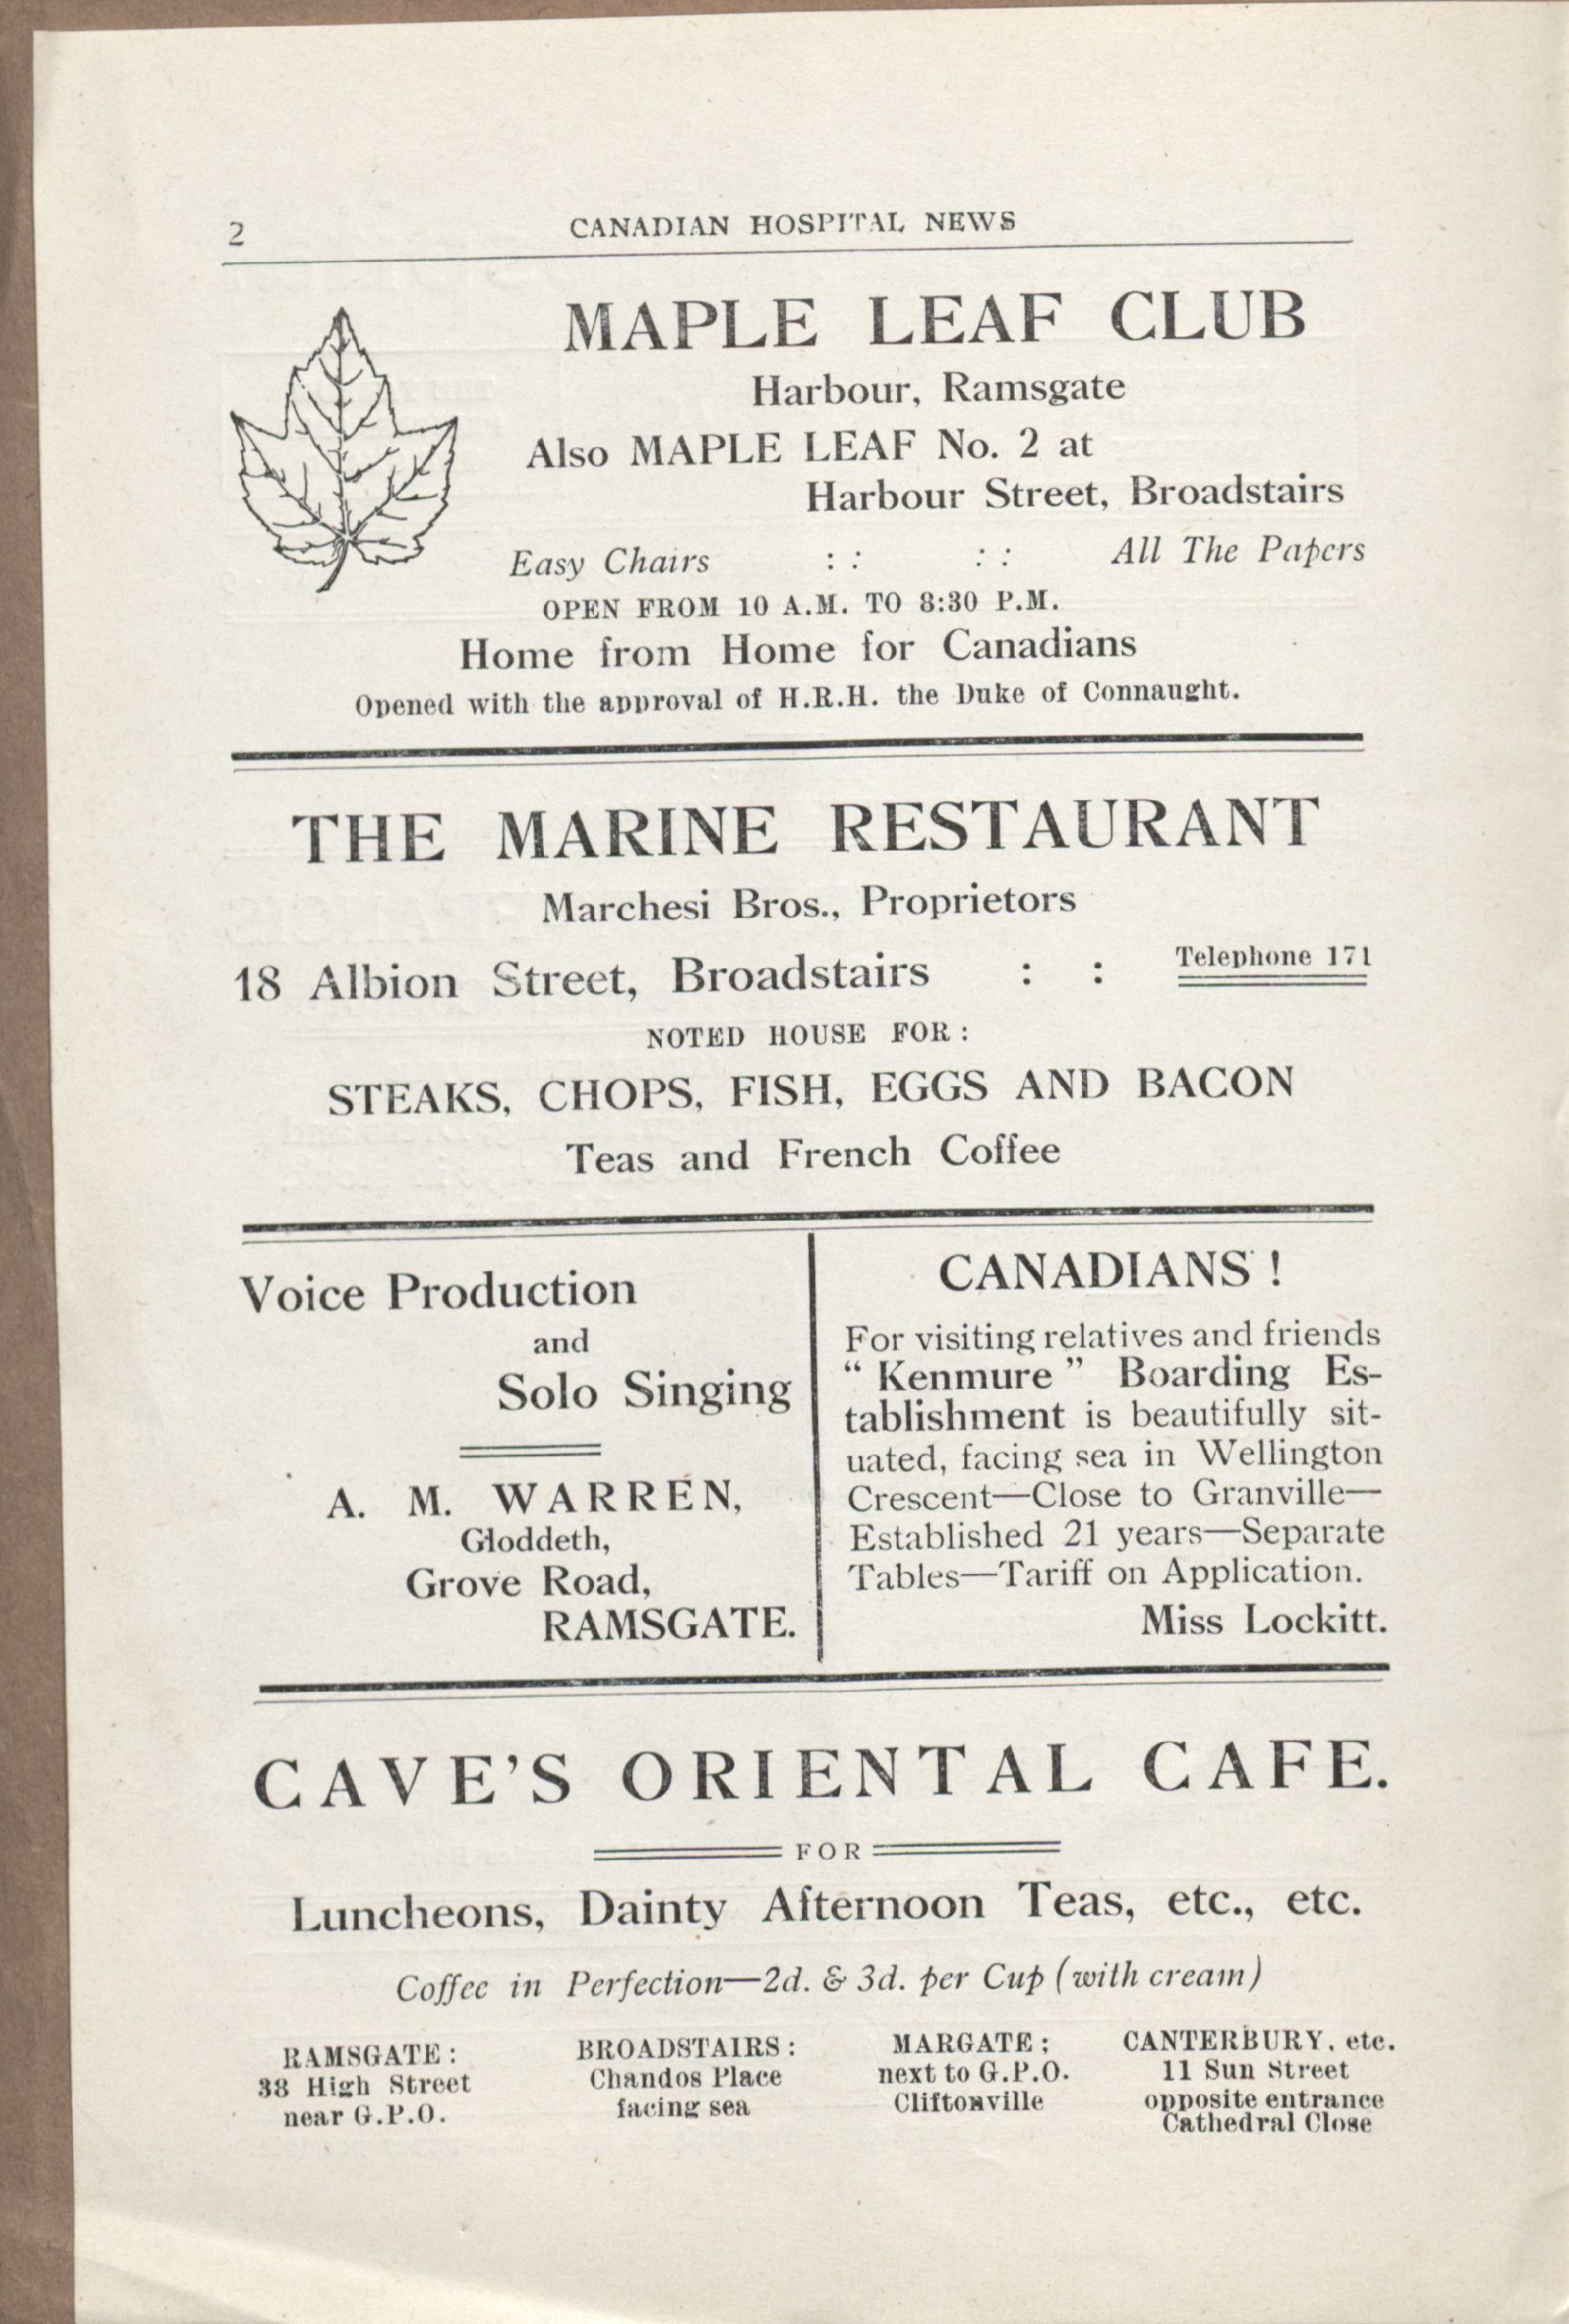 2
CANADIAN HOSPITAL NEWS
MAPLE LEAF CLUB
Harbour, Ramsgate
Also MAPLE LEAF No. 2 at
Harbour Street, Broadstairs
Easy Chairs : : : : All The Papers
OPEN FROM 10 A.M. TO 8:30 P.M.
Home from Home for Canadians
Opened with the approval of H.R.H. the Duke of Connaught.
THE MARINE RESTAURANT
Marchesi Bros., Proprietors
18 Albion Street, Broadstairs : : Telephone 171
NOTED HOUSE FOR :
STEAKS, CHOPS, FISH, EGGS AND BACON
Teas and French Coffee
Voice Production
and
Solo Singing
A. M. WARREN,
Gloddeth,
Grove Road,
RAMSGATE.
CANADIANS !
For visiting relatives and friends
“ Kenmure ” Boarding Es-
tablishment is beautifully sit-
uated, facing sea in Wellington
Crescent—Close to Granville—
Established 21 years—Separate
Tables—Tariff on Application.
Miss Lockitt.
CAVE'S ORIENTAL CAFE.
FOR
Luncheons, Dainty Afternoon Teas, etc., etc.
Coffee in Perfection—2d. & 3d. per Cup (with cream)
RAMSGATE :
38 High Street
near G.P.O.
BROADSTAIRS :
Chandos Place
facing sea
MARGATE ;
next to G.P.O.
Cliftonville
CANTERBURY, etc.
11 Sun Street
opposite entrance
Cathedral Close